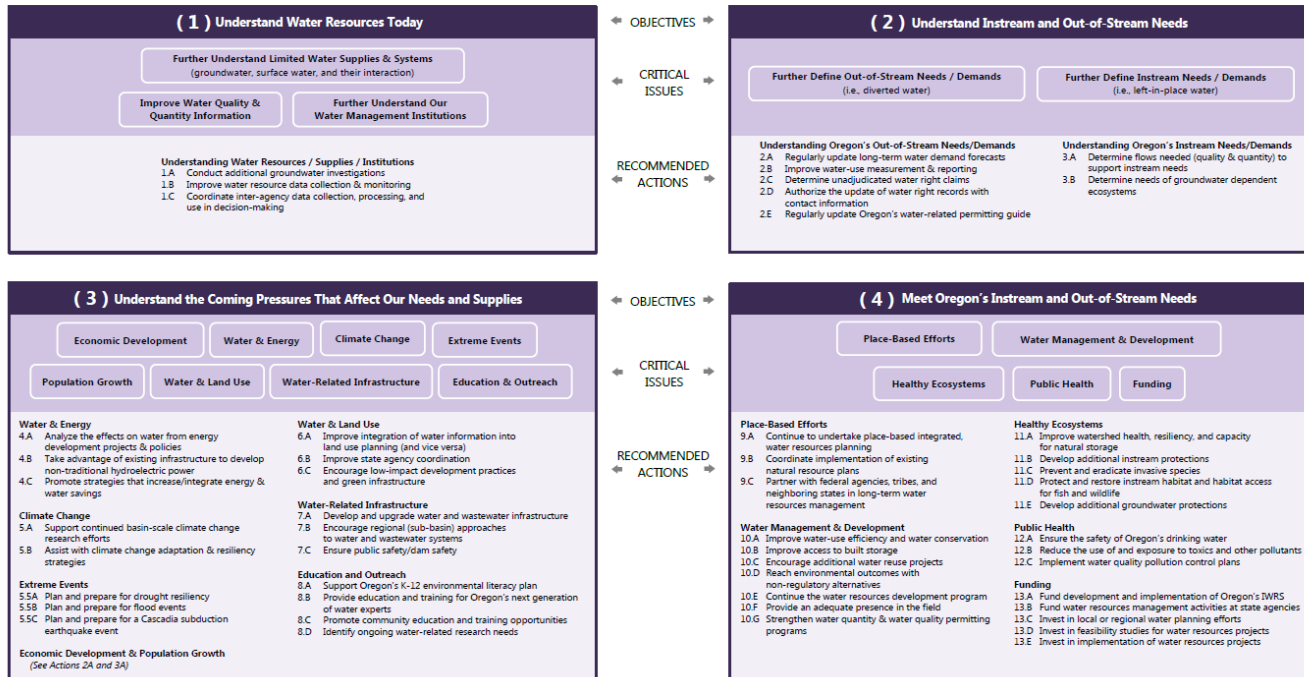 ( 1 ) Understand Water Resources Today
Further Understand Limited Water Supplies & Systems
(groundwater, surface water, and their interaction)
Improve Water Quality &
Quantity Information
Further Understand Our
Water Management Institutions
Understanding Water Resources / Supplies / Institutions
1.A Conduct additional groundwater investigations
1.B Improve water resource data collection & monitoring
1.C Coordinate inter-agency data collection, processing, and
use in decision-making
OBJECTIVES
CRITICAL
ISSUES
RECOMMENDED
ACTIONS
( 2 ) Understand Instream and Out-of-Stream Needs
Further Define Out-of-Stream Needs / Demands
(i.e., diverted water)
Further Define Instream Needs / Demands
(i.e., left-in-place water)
Understanding Oregon's Out-of-Stream Needs/Demands
2.A Regularly update long-term water demand forecasts
2.B Improve water-use measurement & reporting
2.C Determine unadjudicated water right claims
2.D Authorize the update of water right records with
contact information
2.E Regularly update Oregon's water-related permitting guide
Understanding Oregon's Instream Needs/Demands
3.A Determine flows needed (quality & quantity) to
support instream needs
3.B Determine needs of groundwater dependent
ecosystems
( 3 ) Understand the Coming Pressures That Affect Our Needs and Supplies
Economic Development
Water & Energy
Climate Change
Extreme Events
Population Growth
Water & Land Use
Water-Related Infrastructure
Education & Outreach
Water & Energy
4.A Analyze the effects on water from energy
development projects & policies
4.B Take advantage of existing infrastructure to develop
non-traditional hydroelectric power
4.C Promote strategies that increase/integrate energy &
water savings
Climate Change
5.A Support continued basin-scale climate change
research efforts
5.B Assist with climate change adaptation & resiliency
strategies
Extreme Events
5.5A Plan and prepare for drought resiliency
5.5B Plan and prepare for flood events
5.5C Plan and prepare for a Cascadia subduction
earthquake event
Economic Development & Population Growth
(See Actions 2A and 3A)
Water & Land Use
6.A Improve integration of water information into
land use planning (and vice versa)
6.B Improve state agency coordination
6.C Encourage low-impact development practices
and green infrastructure
Water-Related Infrastructure
7.A Develop and upgrade water and wastewater infrastructure
7.B Encourage regional (sub-basin) approaches
to water and wastewater systems
7.C Ensure public safety/dam safety
Education and Outreach
8.A Support Oregon's K-12 environmental literacy plan
8.B Provide education and training for Oregon's next generation
of water experts
8.C Promote community education and training opportunities
8.D Identify ongoing water-related research needs
OBJECTIVES
CRITICAL
ISSUES
RECOMMENDED
ACTIONS
( 4 ) Meet Oregon's Instream and Out-of-Stream Needs
Place-Based Efforts
Water Management & Development
Healthy Ecosystems
Public Health
Funding
Place-Based Efforts
9.A Continue to undertake place-based integrated,
water resources planning
9.B Coordinate implementation of existing
natural resource plans
9.C Partner with federal agencies, tribes, and
neighboring states in long-term water
resources management
Water Management & Development
10.A Improve water-use efficiency and water conservation
10.B Improve access to built storage
10.C Encourage additional water reuse projects
10.D Reach environmental outcomes with
non-regulatory alternatives
10.E Continue the water resources development program
10.F Provide an adequate presence in the field
10.G Strengthen water quantity & water quality permitting
programs
Healthy Ecosystems
11.A Improve watershed health, resiliency, and capacity
for natural storage
11.B Develop additional instream protections
11.C Prevent and eradicate invasive species
11.D Protect and restore instream habitat and habitat access
for fish and wildlife
11.E Develop additional groundwater protections
Public Health
12.A Ensure the safety of Oregon's drinking water
12.B Reduce the use of and exposure to toxics and other pollutants
12.C Implement water quality pollution control plans
Funding
13.A Fund development and implementation of Oregon's IWRS
13.B Fund water resources management activities at state agencies
13.C Invest in local or regional water planning efforts
13.D Invest in feasibility studies for water resources projects
13.E Invest in implementation of water resources projects